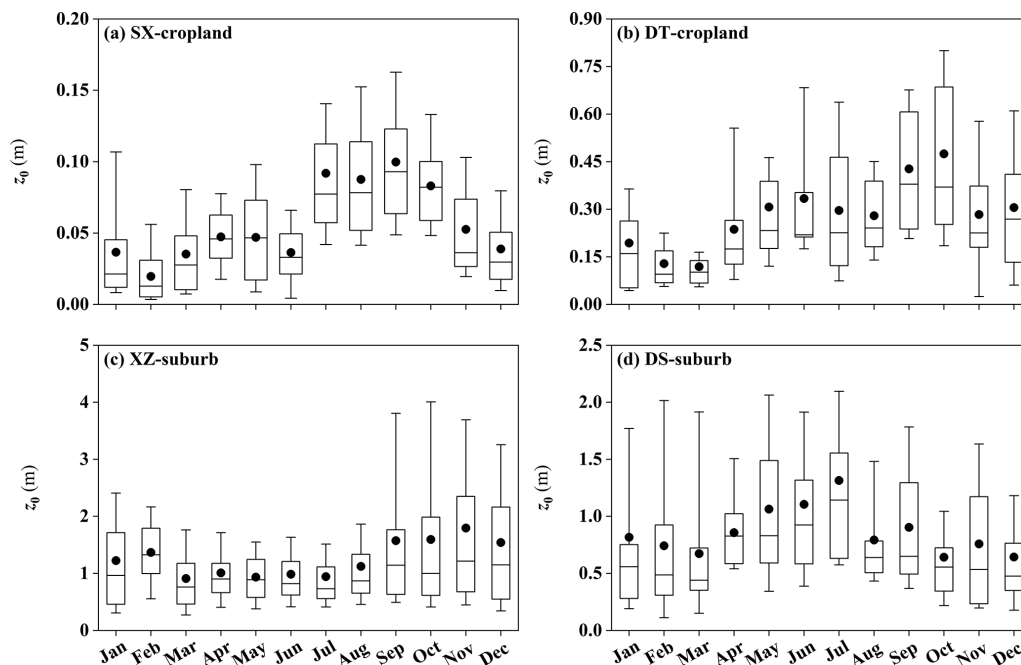 (a) SX-cropland
z₀ (m)
0.20
0.15
0.10
0.05
0.00
(b) DT-cropland
z₀ (m)
0.90
0.75
0.60
0.45
0.30
0.15
0.00
(c) XZ-suburb
z₀ (m)
5
4
3
2
1
0
Jan Feb Mar Apr May Jun Jul Aug Sep Oct Nov Dec
(d) DS-suburb
z₀ (m)
2.5
2.0
1.5
1.0
0.5
0.0
Jan Feb Mar Apr May Jun Jul Aug Sep Oct Nov Dec